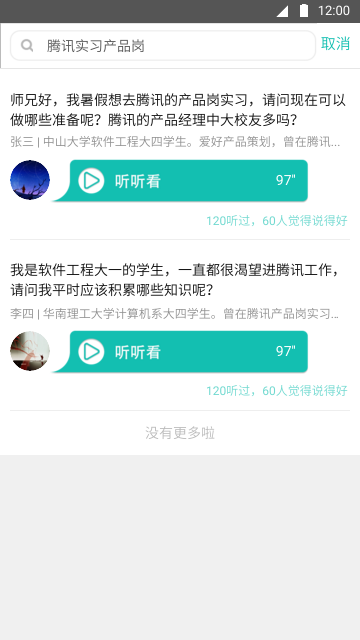 12:00
腾讯实习产品岗
取消
师兄好，我暑假想去腾讯的产品岗实习，请问现在可以
做哪些准备呢？腾讯的产品经理中大校友多吗？
张三 | 中山大学软件工程大四学生。爱好产品策划，曾在腾讯...
听听看
97"
120听过，60人觉得说得好
我是软件工程大一的学生，一直都很渴望进腾讯工作，
请问我平时应该积累哪些知识呢？
李四 | 华南理工大学计算机系大四学生。曾在腾讯产品岗实习...
听听看
97"
120听过，60人觉得说得好
没有更多啦